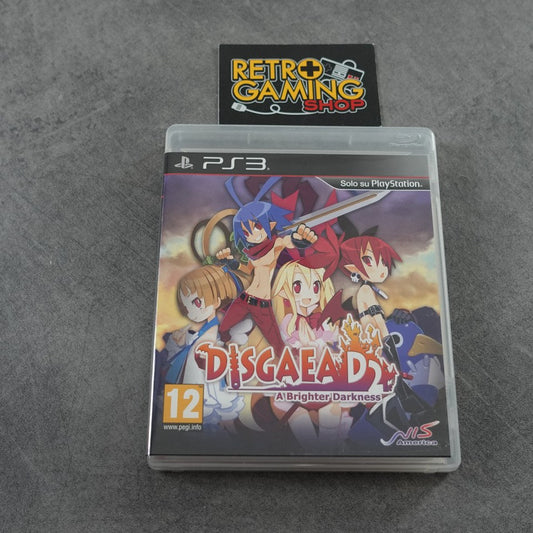 RETRO
GAMING
SHOP
PS3
Solo su PlayStation.
DISGAEA D2
A Brighter Darkness
12
www.pegi.info
NIS
America